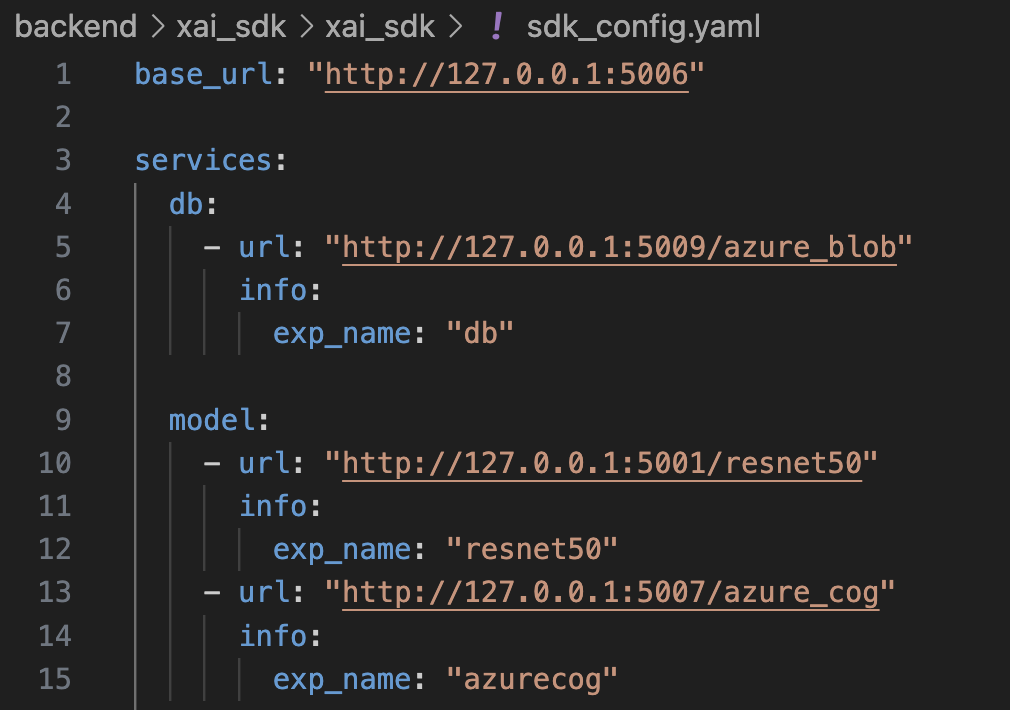 backend > xai_sdk > xai_sdk > ! sdk_config.yaml
1 base_url: "http://127.0.0.1:5006"
2
3 services:
4   db:
5     - url: "http://127.0.0.1:5009/azure_blob"
6       info:
7         exp_name: "db"
8
9   model:
10     - url: "http://127.0.0.1:5001/resnet50"
11       info:
12         exp_name: "resnet50"
13     - url: "http://127.0.0.1:5007/azure_cog"
14       info:
15         exp_name: "azurecog"